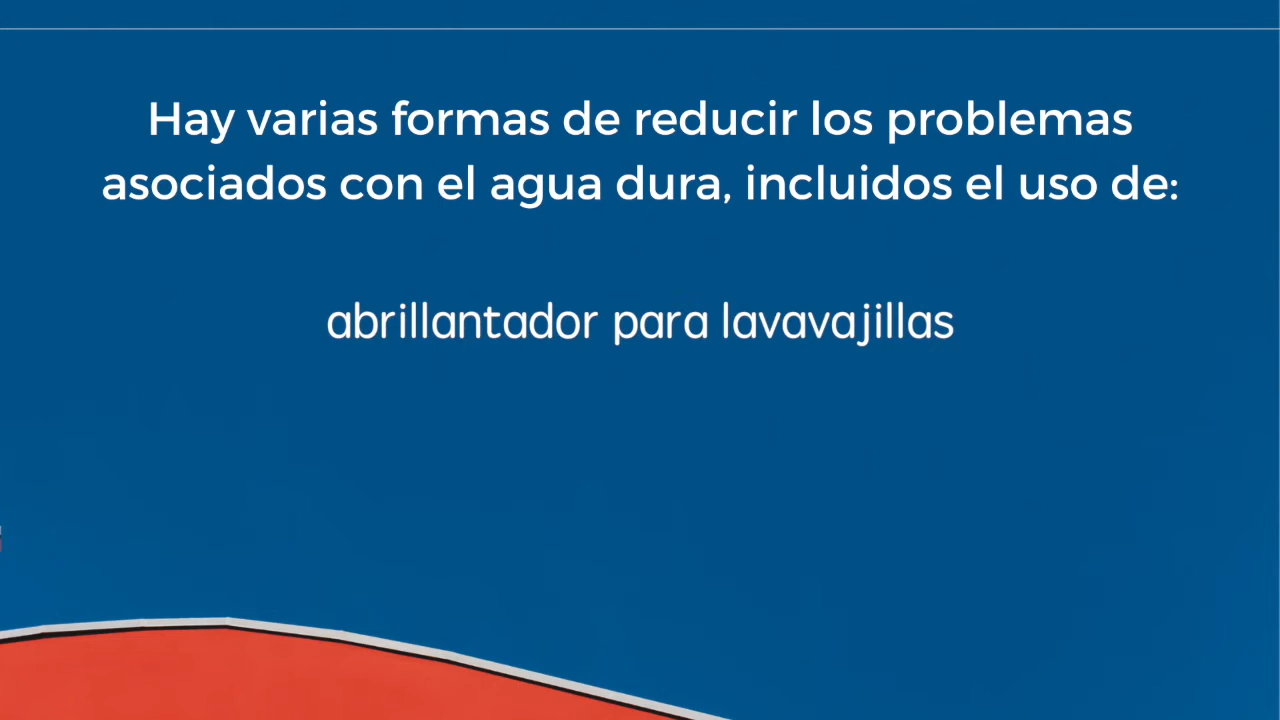 Hay varias formas de reducir los problemas
asociados con el agua dura, incluidos el uso de:
abrillantador para lavavajillas